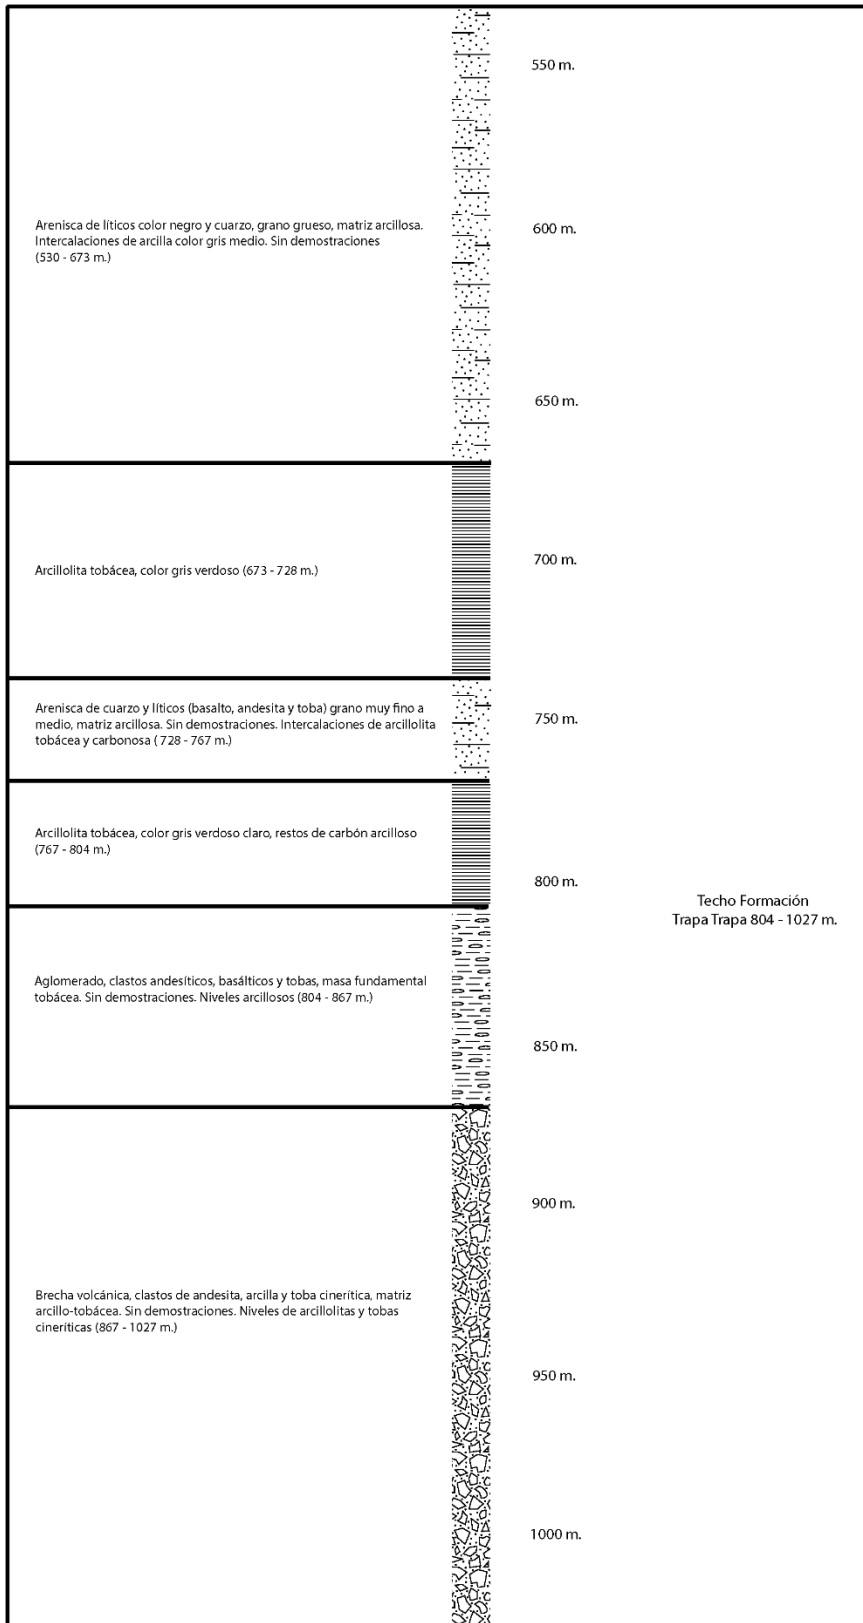 550 m.
Arenisca de líticos color negro y cuarzo, grano grueso, matriz arcillosa.
Intercalaciones de arcilla color gris medio. Sin demostraciones
(530 - 673 m.)
600 m.
650 m.
Arcillolita tobácea, color gris verdoso (673 - 728 m.)
700 m.
Arenisca de cuarzo y líticos (basalto, andesita y toba) grano muy fino a
medio, matriz arcillosa. Sin demostraciones. Intercalaciones de arcillolita
tobácea y carbonosa ( 728 - 767 m.)
750 m.
Arcillolita tobácea, color gris verdoso claro, restos de carbón arcilloso
(767 - 804 m.)
800 m.
Techo Formación
Trapa Trapa 804 - 1027 m.
Aglomerado, clastos andesíticos, basálticos y tobas, masa fundamental
tobácea. Sin demostraciones. Niveles arcillosos (804 - 867 m.)
850 m.
900 m.
Brecha volcánica, clastos de andesita, arcilla y toba cinerítica, matriz
arcillo-tobácea. Sin demostraciones. Niveles de arcillolitas y tobas
cineríticas (867 - 1027 m.)
950 m.
1000 m.